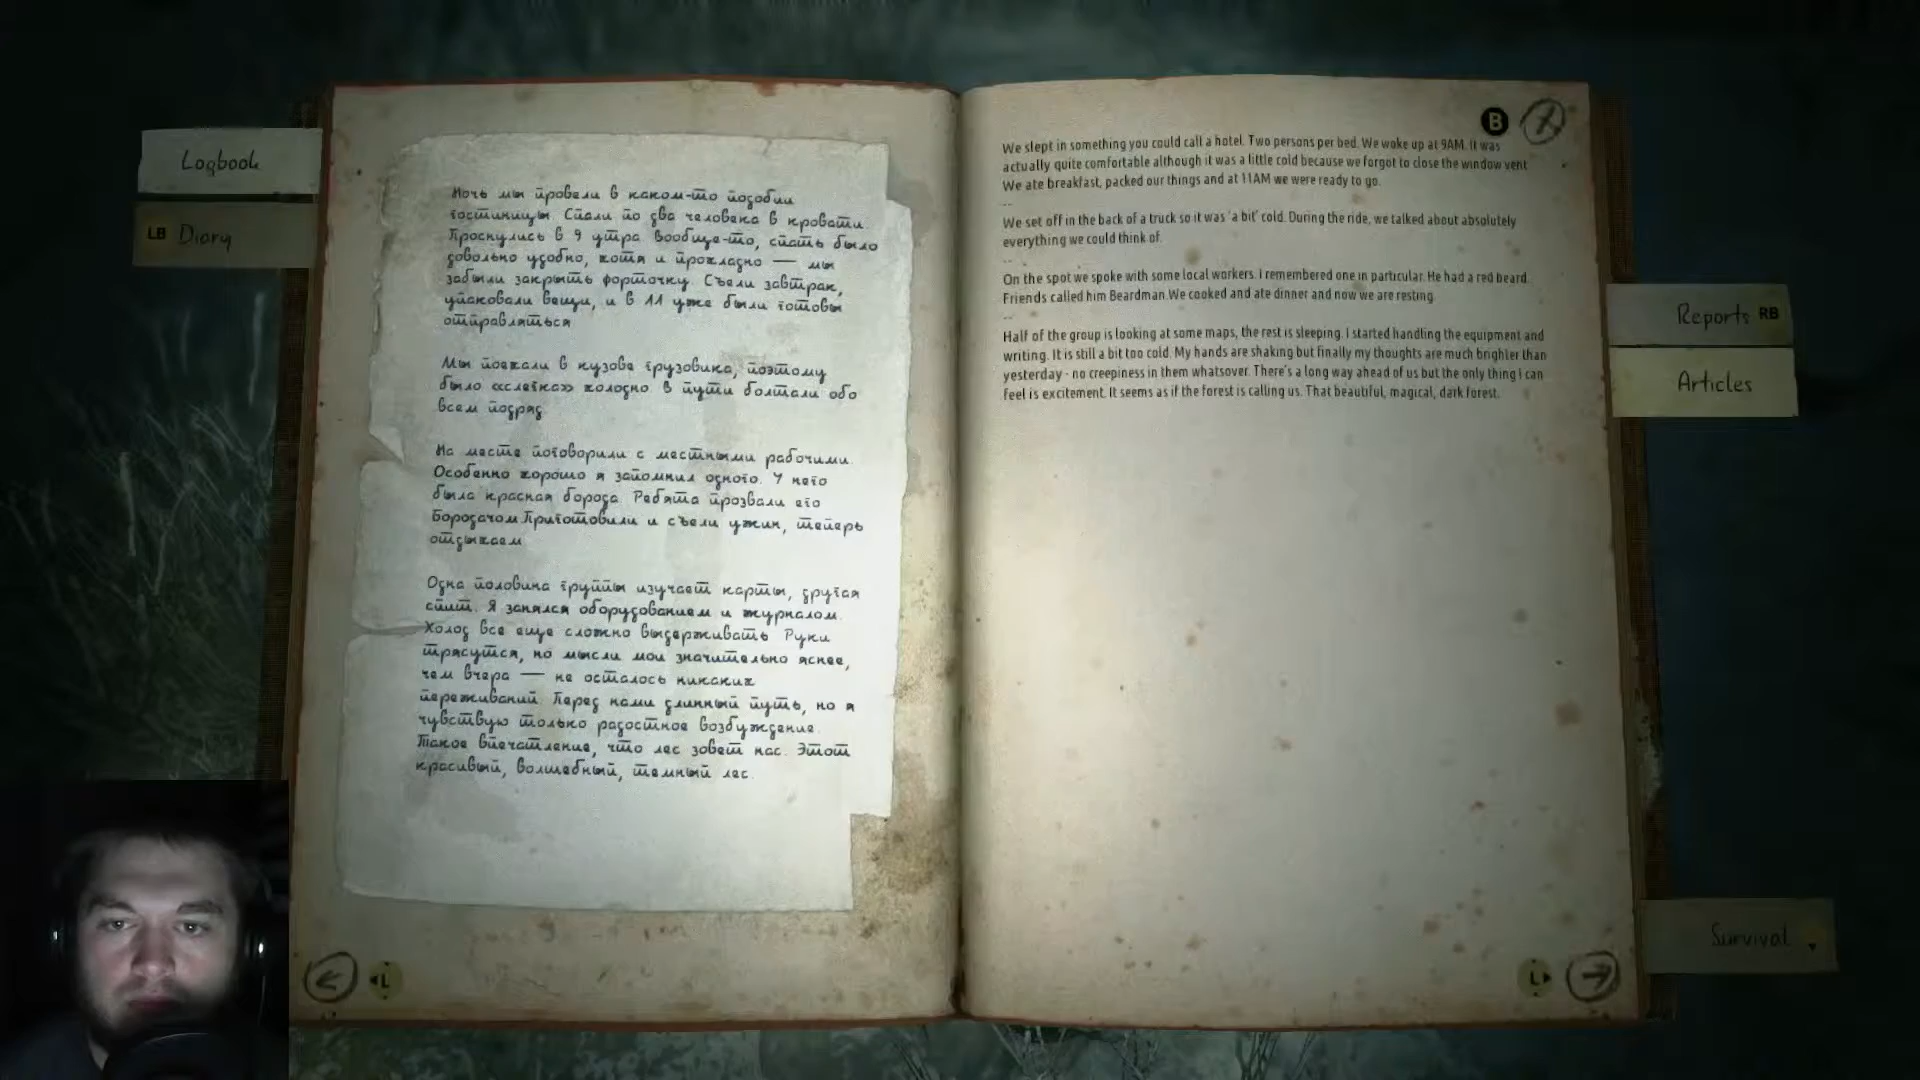 Logbook
LB Diary
Ночь мы провели в каком-то подобии
гостиницы. Спали по два человека в кровати.
Проснулись в 9 утра. Вообще-то, спать было
довольно удобно, хотя и прохладно — мы
забыли закрыть форточку. Съели завтрак,
упаковали вещи, и в 11 уже были готовы
отправляться
Мы поехали в кузове грузовика, поэтому
было «слегка» холодно. В пути болтали обо
всем подряд.
На месте поговорили с местными рабочими.
Особенно хорошо я запомнил одного. У него
была красная борода. Ребята прозвали его
Бородачом.Приготовили и съели ужин, теперь
отдыхаем.
Одна половина группы изучает карты, другая
спит. Я занялся оборудованием и журналом.
Холод все еще сложно выдерживать. Руки
трясутся, но мысли мои значительно яснее,
чем вчера — не осталось никаких
переживаний. Перед нами длинный путь, но я
чувствую только радостное возбуждение.
Такое впечатление, что лес зовет нас. Этот
красивый, волшебный, темный лес.
L
B
We slept in something you could call a hotel. Two persons per bed. We woke up at 9AM. It was
actually quite comfortable although it was a little cold because we forgot to close the window vent
We ate breakfast, packed our things and at 11AM we were ready to go.
--
We set off in the back of a truck so it was 'a bit' cold. During the ride, we talked about absolutely
everything we could think of.
--
On the spot we spoke with some local workers. I remembered one in particular. He had a red beard.
Friends called him Beardman.We cooked and ate dinner and now we are resting.
--
Half of the group is looking at some maps, the rest is sleeping. I started handling the equipment and
writing. It is still a bit too cold. My hands are shaking but finally my thoughts are much brighter than
yesterday - no creepiness in them whatsover. There's a long way ahead of us but the only thing I can
feel is excitement. It seems as if the forest is calling us. That beautiful, magical, dark forest.
L
Reports RB
Articles
Survival